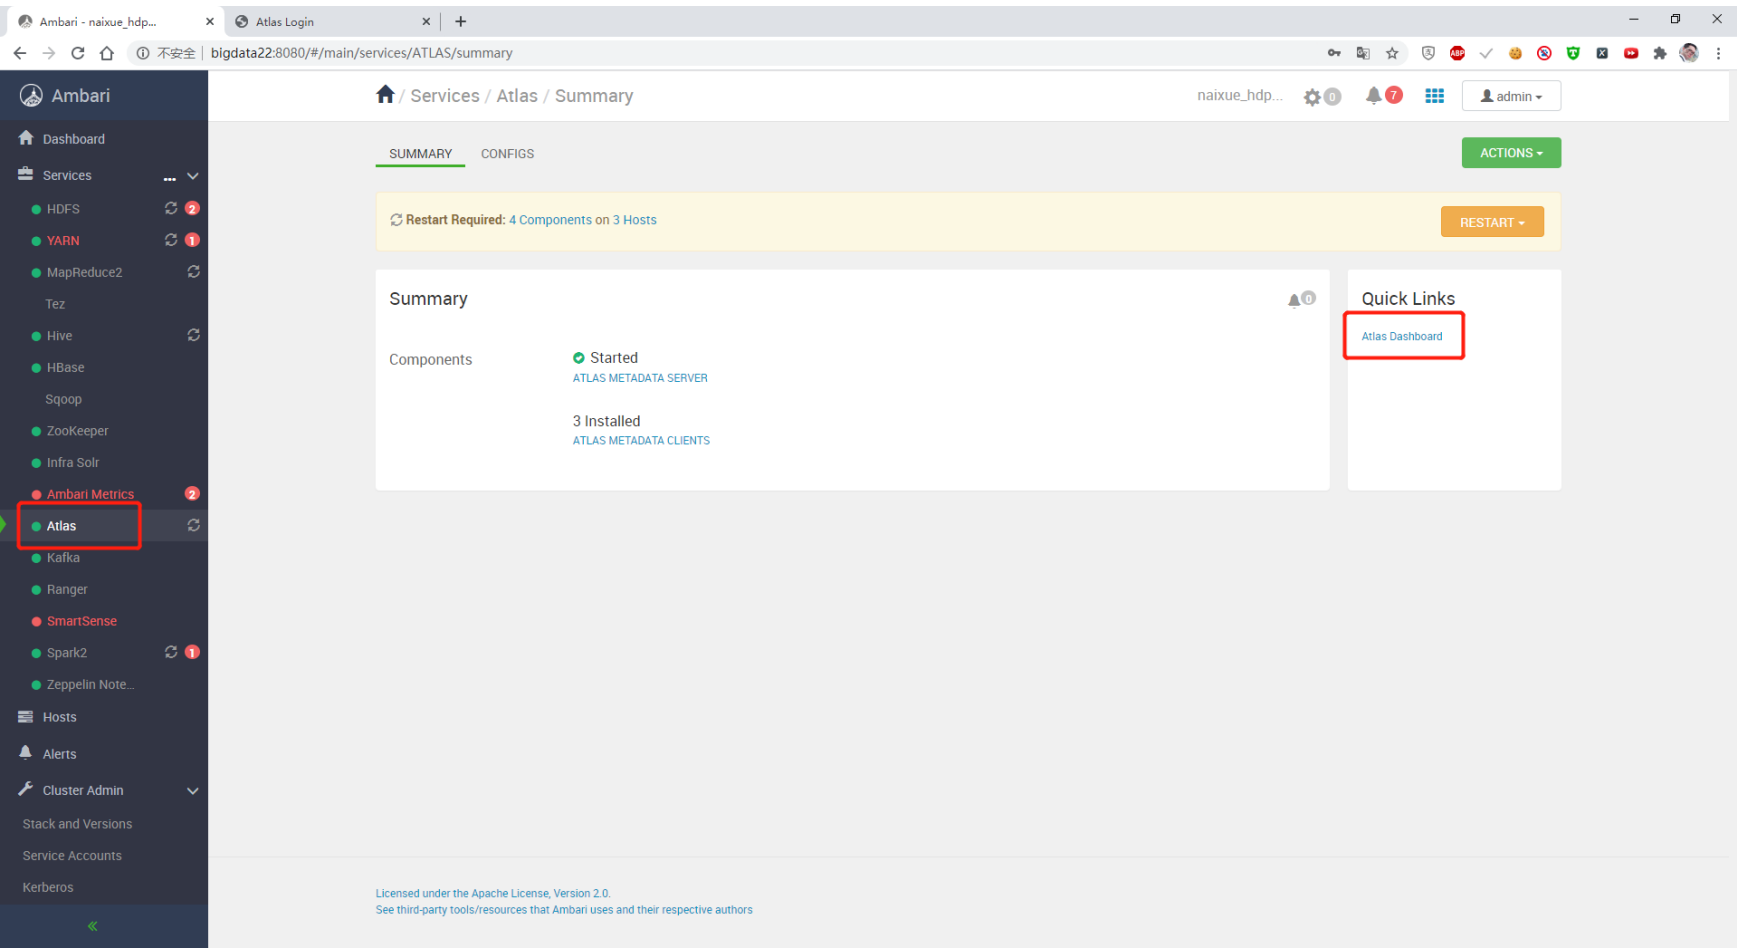 Ambari - naixue_hdp...
Atlas Login
不安全 | bigdata22:8080/#/main/services/ATLAS/summary
ABP
Ambari
/ Services / Atlas / Summary
naixue_hdp...
0
7
admin
Dashboard
Services
...
HDFS
2
YARN
1
MapReduce2
Tez
Hive
HBase
Sqoop
ZooKeeper
Infra Solr
Ambari Metrics
2
Atlas
Kafka
Ranger
SmartSense
Spark2
1
Zeppelin Note...
Hosts
Alerts
Cluster Admin
Stack and Versions
Service Accounts
Kerberos
«
SUMMARY
CONFIGS
ACTIONS
Restart Required: 4 Components on 3 Hosts
RESTART
Summary
0
Components
Started
ATLAS METADATA SERVER
3 Installed
ATLAS METADATA CLIENTS
Quick Links
Atlas Dashboard
Licensed under the Apache License, Version 2.0.
See third-party tools/resources that Ambari uses and their respective authors